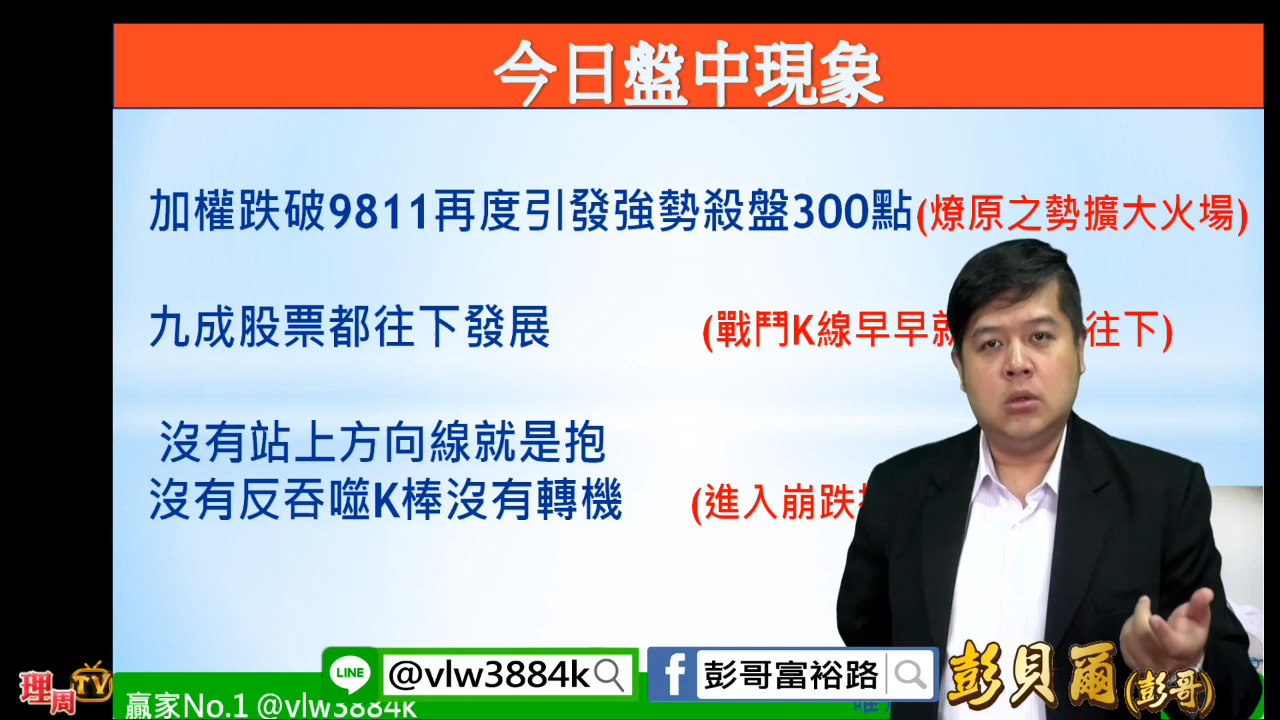 今日盤中現象
加權跌破9811再度引發強勢殺盤300點(燎原之勢擴大火場)
九成股票都往下發展 (戰鬥K線早早就往下)
沒有站上方向線就是抱
沒有反吞噬K棒沒有轉機 (進入崩跌
理周TV
LINE @vlw3884k
f 彭哥富裕路
彭貝爾(彭哥)
贏家No.1 @vlw3884k